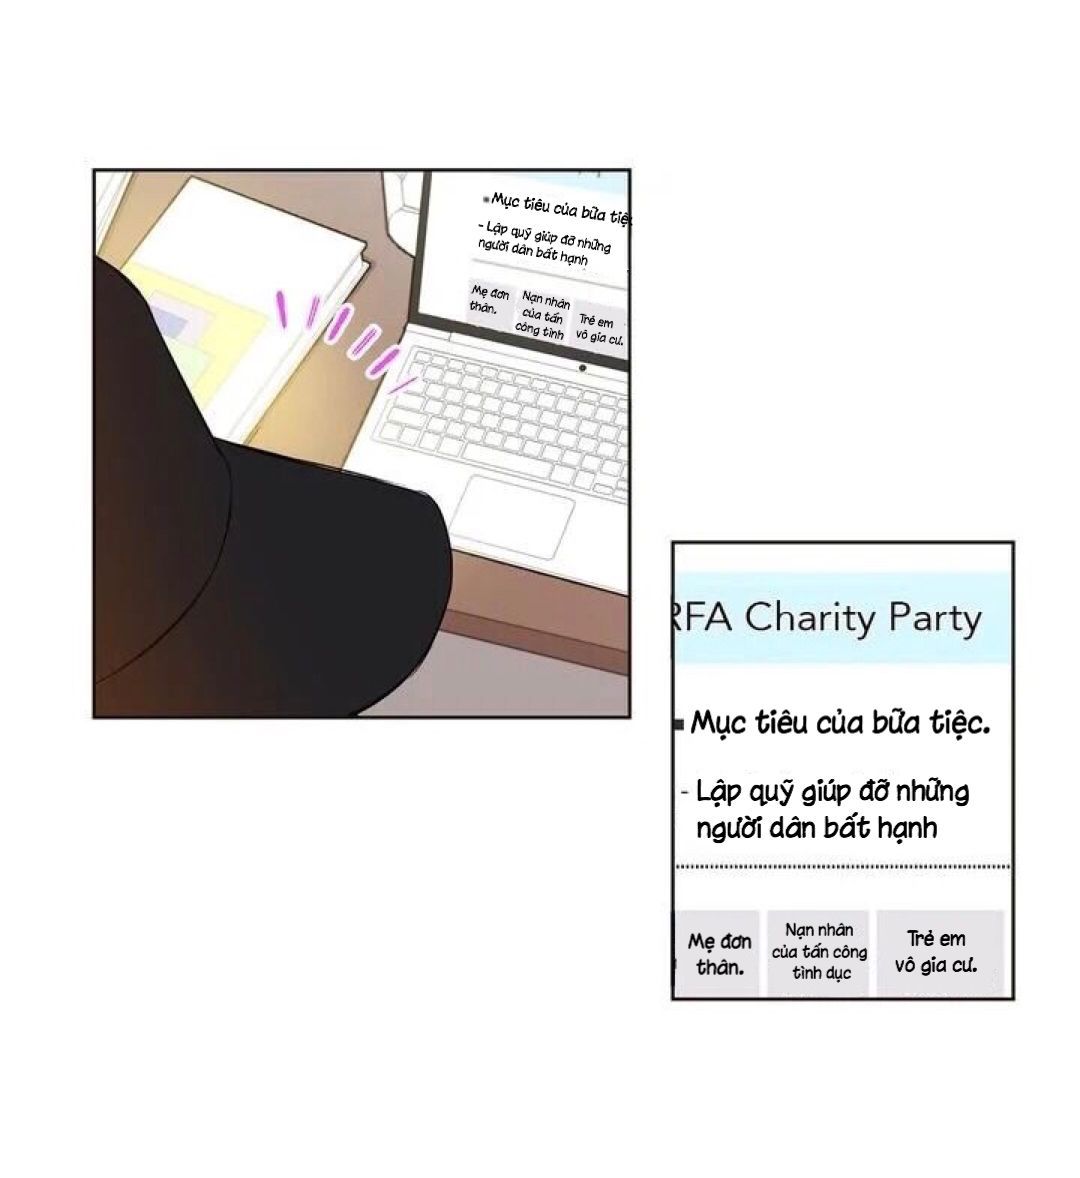 Mục tiêu của bữa tiệc
- Lập quỹ giúp đỡ những
người dân bất hạnh
Mẹ đơn
thân.
Nạn nhân
của tấn
công tình
Trẻ em
vô gia cư.
RFA Charity Party
Mục tiêu của bữa tiệc.
- Lập quỹ giúp đỡ những
người dân bất hạnh
Mẹ đơn
thân.
Nạn nhân
của tấn công
tình dục
Trẻ em
vô gia cư.